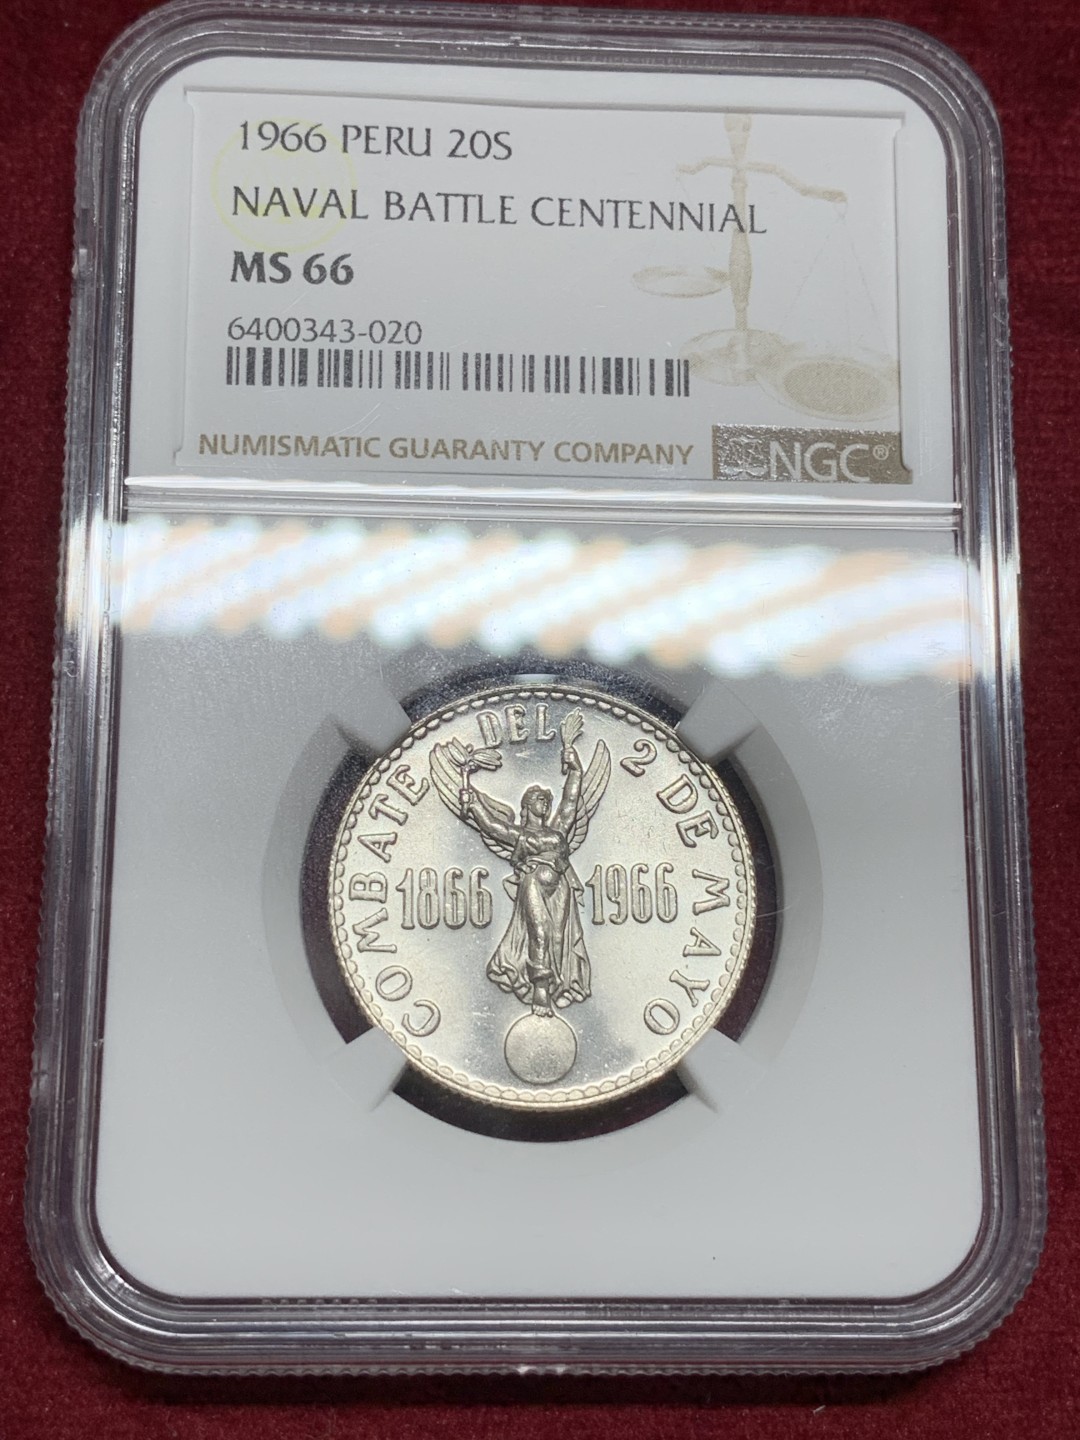 1966 PERU 20S
NAVAL BATTLE CENTENNIAL
MS 66
6400343-020
NUMISMATIC GUARANTY COMPANY
NGC®
COMBATE DEL 2 DE MAYO
1866 1966